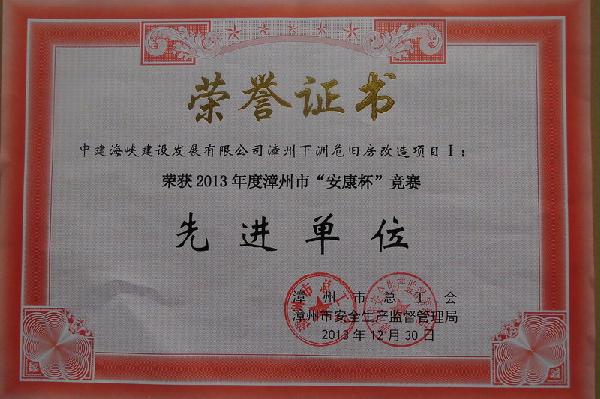 荣誉证书
中建海峡建设发展有限公司漳州下洲危旧房改造项目Ⅰ：
荣获2013年度漳州市“安康杯”竞赛
先进单位
漳州市总工会
漳州市安全生产监督管理局
2013年12月30日